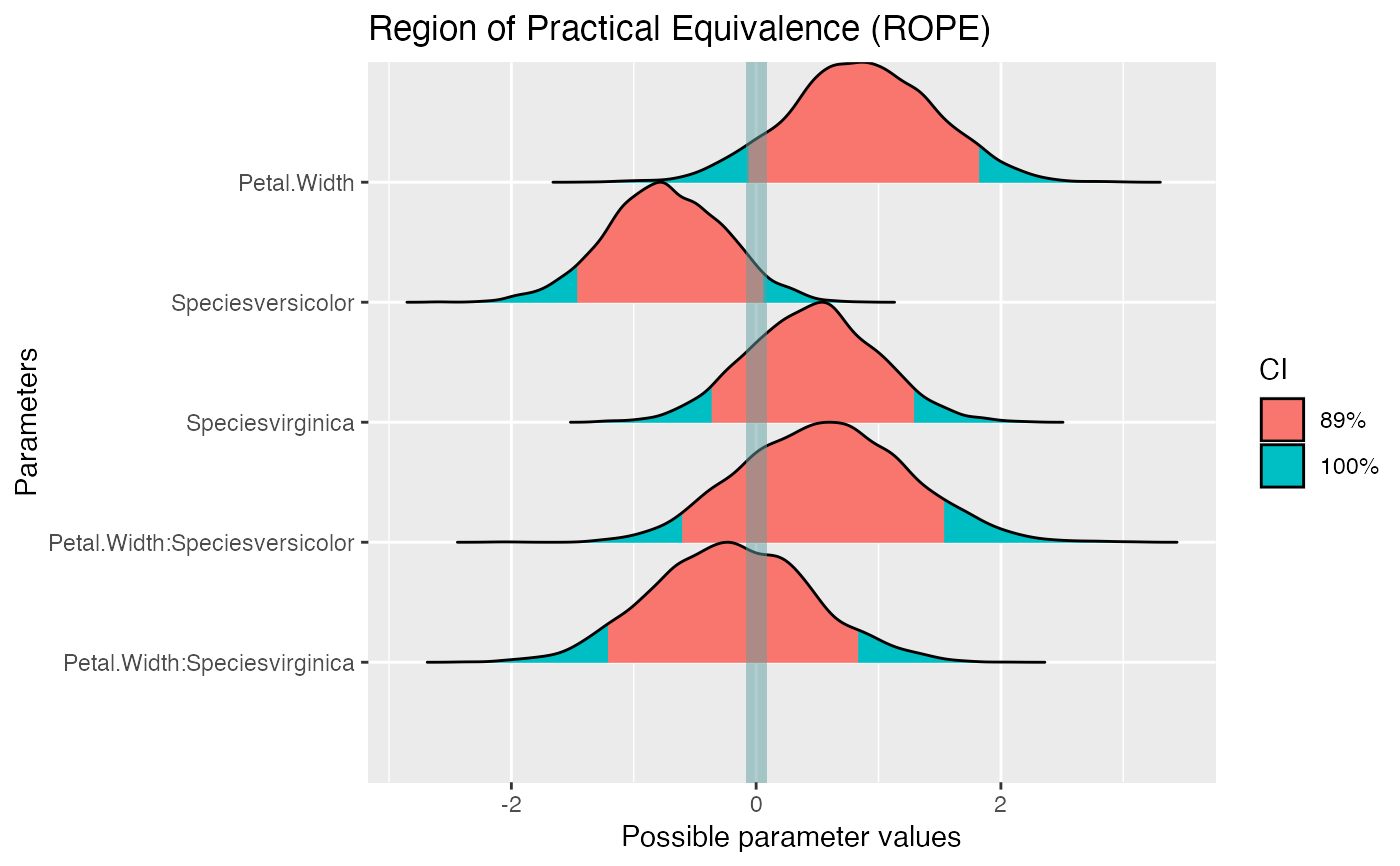 Region of Practical Equivalence (ROPE)
Parameters
Petal.Width
Speciesversicolor
Speciesvirginica
Petal.Width:Speciesversicolor
Petal.Width:Speciesvirginica
-2 0 2
Possible parameter values
CI
89%
100%